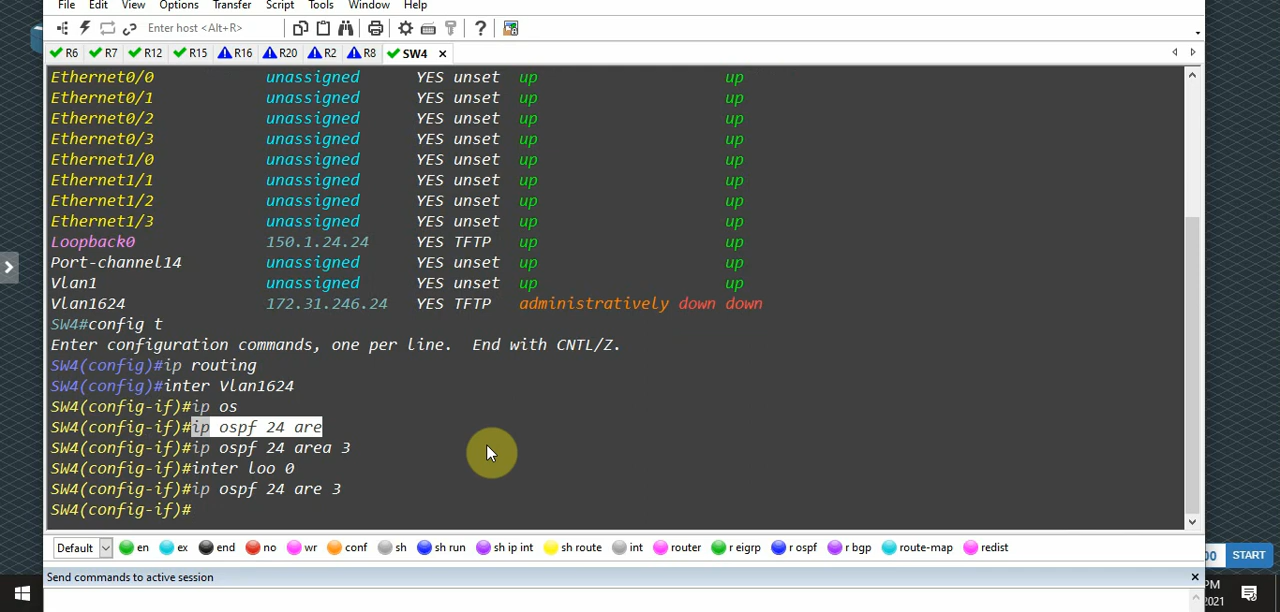 File Edit View Options Transfer Script Tools Window Help
Enter host <Alt+R>
R6 R7 R12 R15 R16 R20 R2 R8 SW4
Ethernet0/0 unassigned YES unset up up
Ethernet0/1 unassigned YES unset up up
Ethernet0/2 unassigned YES unset up up
Ethernet0/3 unassigned YES unset up up
Ethernet1/0 unassigned YES unset up up
Ethernet1/1 unassigned YES unset up up
Ethernet1/2 unassigned YES unset up up
Ethernet1/3 unassigned YES unset up up
Loopback0 150.1.24.24 YES TFTP up up
Port-channel14 unassigned YES unset up up
Vlan1 unassigned YES unset up up
Vlan1624 172.31.246.24 YES TFTP administratively down down
SW4#config t
Enter configuration commands, one per line. End with CNTL/Z.
SW4(config)#ip routing
SW4(config)#inter Vlan1624
SW4(config-if)#ip os
SW4(config-if)#ip ospf 24 are
SW4(config-if)#ip ospf 24 area 3
SW4(config-if)#inter loo 0
SW4(config-if)#ip ospf 24 are 3
SW4(config-if)#
Default en ex end no wr conf sh sh run sh ip int sh route int router r eigrp r ospf r bgp route-map redist
00 START
Send commands to active session
PM
2021